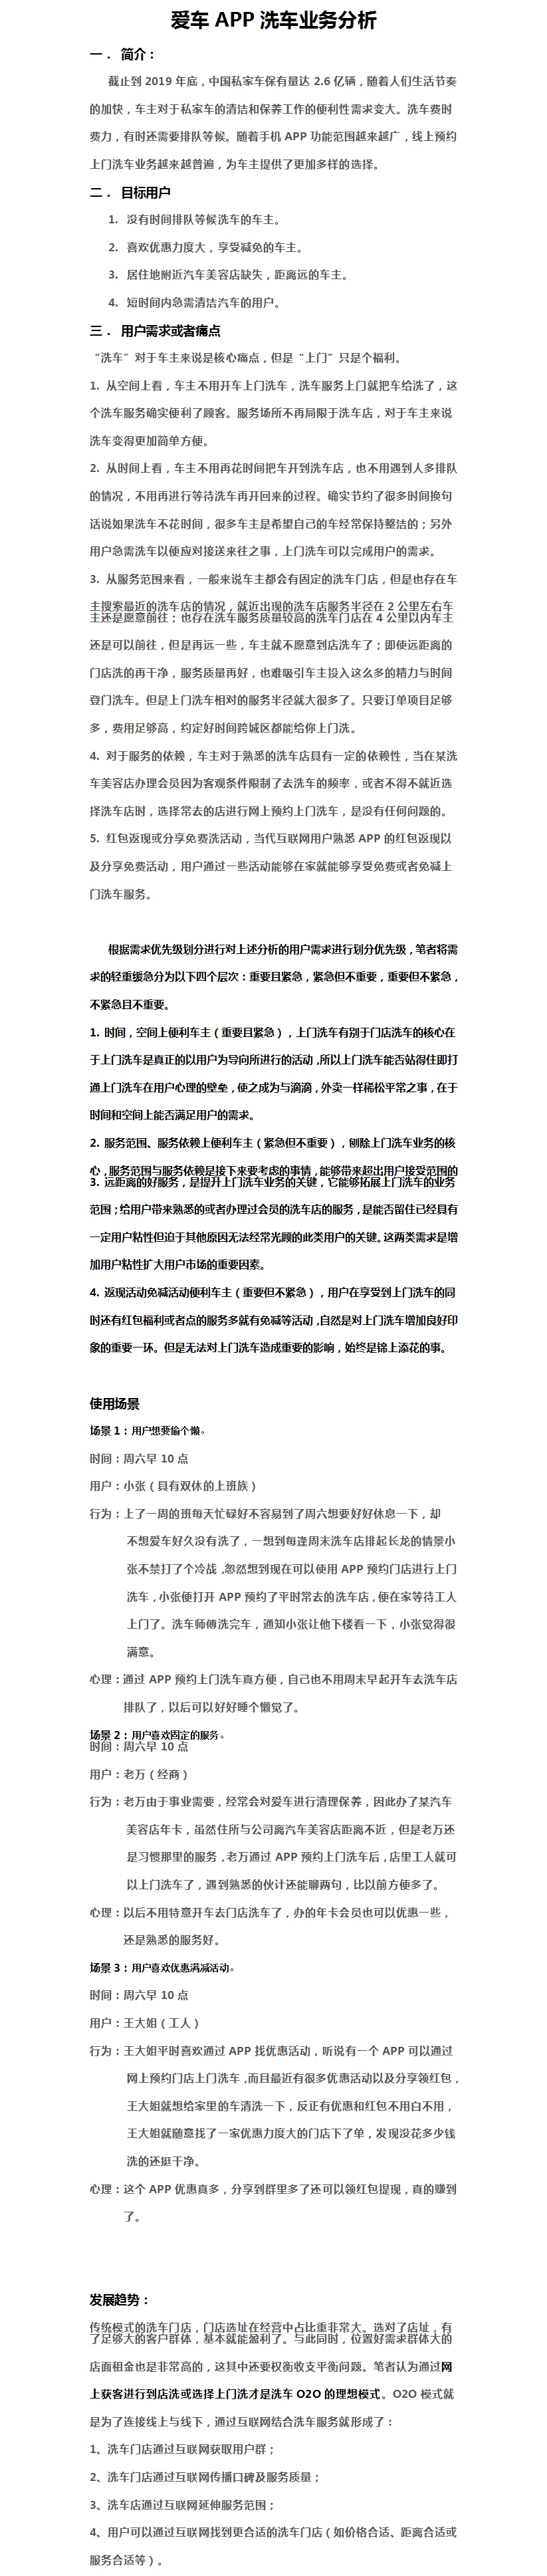 爱车 APP 洗车业务分析
一． 简介：
截止到 2019 年底，中国私家车保有量达 2.6 亿辆，随着人们生活节奏
的加快，车主对于私家车的清洁和保养工作的便利性需求变大。洗车费时
费力，有时还需要排队等候。随着手机 APP 功能范围越来越广，线上预约
上门洗车业务越来越普遍，为车主提供了更加多样的选择。
二． 目标用户
1. 没有时间排队等候洗车的车主。
2. 喜欢优惠力度大，享受减免的车主。
3. 居住地附近汽车美容店缺失，距离远的车主。
4. 短时间内急需清洁汽车的用户。
三． 用户需求或者痛点
“洗车”对于车主来说是核心痛点，但是“上门”只是个福利。
1. 从空间上看，车主不用开车上门洗车，洗车服务上门就把车给洗了，这
个洗车服务确实便利了顾客。服务场所不再局限于洗车店，对于车主来说
洗车变得更加简单方便。
2. 从时间上看，车主不用再花时间把车开到洗车店，也不用遇到人多排队
的情况，不用再进行等待洗车再开回来的过程。确实节约了很多时间换句
话说如果洗车不花时间，很多车主是希望自己的车经常保持整洁的；另外
用户急需洗车以便应对接送来往之事，上门洗车可以完成用户的需求。
3. 从服务范围来看，一般来说车主都会有固定的洗车门店，但是也存在车
主搜索最近的洗车店的情况，就近出现的洗车店服务半径在 2 公里左右车
主还是愿意前往；也存在洗车服务质量较高的洗车门店在 4 公里以内车主
还是可以前往，但是再远一些，车主就不愿意到店洗车了；即使远距离的
门店洗的再干净，服务质量再好，也难吸引车主投入这么多的精力与时间
登门洗车。但是上门洗车相对的服务半径就大很多了。只要订单项目足够
多，费用足够高，约定好时间跨城区都能给你上门洗。
4. 对于服务的依赖，车主对于熟悉的洗车店具有一定的依赖性，当在某洗
车美容店办理会员因为客观条件限制了去洗车的频率，或者不得不就近选
择洗车店时，选择常去的店进行网上预约上门洗车，是没有任何问题的。
5. 红包返现或分享免费洗活动，当代互联网用户熟悉 APP 的红包返现以
及分享免费活动，用户通过一些活动能够在家就能够享受免费或者免减上
门洗车服务。
根据需求优先级划分进行对上述分析的用户需求进行划分优先级，笔者将需
求的轻重缓急分为以下四个层次：重要且紧急，紧急但不重要，重要但不紧急，
不紧急且不重要。
1. 时间，空间上便利车主（重要且紧急），上门洗车有别于门店洗车的核心在
于上门洗车是真正的以用户为导向所进行的活动，所以上门洗车能否站得住即打
通上门洗车在用户心理的壁垒，使之成为与滴滴，外卖一样稀松平常之事，在于
时间和空间上能否满足用户的需求。
2. 服务范围、服务依赖上便利车主（紧急但不重要），刨除上门洗车业务的核
心，服务范围与服务依赖是接下来要考虑的事情，能够带来超出用户接受范围的
3. 远距离的好服务，是提升上门洗车业务的关键，它能够拓展上门洗车的业务
范围；给用户带来熟悉的或者办理过会员的洗车店的服务，是能否留住已经具有
一定用户粘性但迫于其他原因无法经常光顾的此类用户的关键。这两类需求是增
加用户粘性扩大用户市场的重要因素。
4. 返现活动免减活动便利车主（重要但不紧急），用户在享受到上门洗车的同
时还有红包福利或者点的服务多就有免减等活动，自然是对上门洗车增加良好印
象的重要一环。但是无法对上门洗车造成重要的影响，始终是锦上添花的事。
使用场景
场景 1：用户想要偷个懒。
时间：周六早 10 点
用户：小张（具有双休的上班族）
行为：上了一周的班每天忙碌好不容易到了周六想要好好休息一下，却
不想爱车好久没有洗了，一想到每逢周末洗车店排起长龙的情景小
张不禁打了个冷战，忽然想到现在可以使用 APP 预约门店进行上门
洗车，小张便打开 APP 预约了平时常去的洗车店，便在家等待工人
上门了。洗车师傅洗完车，通知小张让他下楼看一下，小张觉得很
满意。
心理：通过 APP 预约上门洗车真方便，自己也不用周末早起开车去洗车店
排队了，以后可以好好睡个懒觉了。
场景 2：用户喜欢固定的服务。
时间：周六早 10 点
用户：老万（经商）
行为：老万由于事业需要，经常会对爱车进行清理保养，因此办了某汽车
美容店年卡，虽然住所与公司离汽车美容店距离不近，但是老万还
是习惯那里的服务，老万通过 APP 预约上门洗车后，店里工人就可
以上门洗车了，遇到熟悉的伙计还能聊两句，比以前方便多了。
心理：以后不用特意开车去门店洗车了，办的年卡会员也可以优惠一些，
还是熟悉的服务好。
场景 3：用户喜欢优惠满减活动。
时间：周六早 10 点
用户：王大姐（工人）
行为：王大姐平时喜欢通过 APP 找优惠活动，听说有一个 APP 可以通过
网上预约门店上门洗车，而且最近有很多优惠活动以及分享领红包，
王大姐就想给家里的车清洗一下，反正有优惠和红包不用白不用，
王大姐就随意找了一家优惠力度大的门店下了单，发现没花多少钱
洗的还挺干净。
心理：这个 APP 优惠真多，分享到群里多了还可以领红包提现，真的赚到
了。
发展趋势：
传统模式的洗车门店，门店选址在经营中占比重非常大。选对了店址，有
了足够大的客户群体，基本就能盈利了。与此同时，位置好需求群体大的
店面租金也是非常高的，这其中还要权衡收支平衡问题。笔者认为通过网
上获客进行到店洗或选择上门洗才是洗车 O2O 的理想模式。O2O 模式就
是为了连接线上与线下，通过互联网结合洗车服务就形成了：
1、洗车门店通过互联网获取用户群；
2、洗车门店通过互联网传播口碑及服务质量；
3、洗车店通过互联网延伸服务范围；
4、用户可以通过互联网找到更合适的洗车门店（如价格合适、距离合适或
服务合适等）。